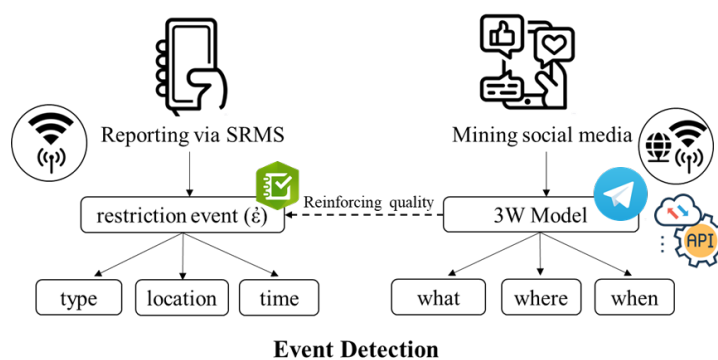 Reporting via SRMS
Mining social media
restriction event (ἐ)
Reinforcing quality
3W Model
API
type
location
time
what
where
when
Event Detection